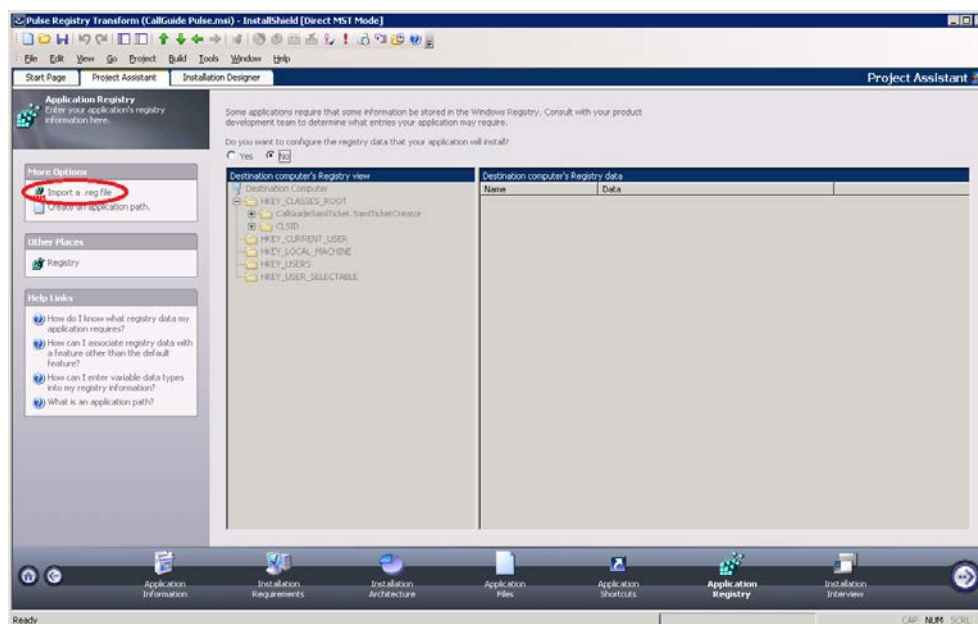 Pulse Registry Transform (CallGuide Pulse.msi) - InstallShield [Direct MST Mode]
File Edit View Go Project Build Tools Window Help
Start Page Project Assistant Installation Designer Project Assistant
Application Registry
Enter your application's registry
information here.
More Options
Import a .reg file
Create an application path.
Other Places
Registry
Help Links
How do I know what registry data my
application requires?
How can I associate registry data with
a feature other than the default
feature?
How can I enter variable data types
into my registry information?
What is an application path?
Some applications require that some information be stored in the Windows Registry. Consult with your product
development team to determine what entries your application may require.
Do you want to configure the registry data that your application will install?
Yes No
Destination computer's Registry view
Destination Computer
HKEY_CLASSES_ROOT
CallGuideSamlTicket.SamlTicketCreator
CLSID
HKEY_CURRENT_USER
HKEY_LOCAL_MACHINE
HKEY_USERS
HKEY_USER_SELECTABLE
Destination computer's Registry data
Name Data
Application
Information
Installation
Requirements
Installation
Architecture
Application
Files
Application
Shortcuts
Application
Registry
Installation
Interview
Ready CAP NUM SCRL